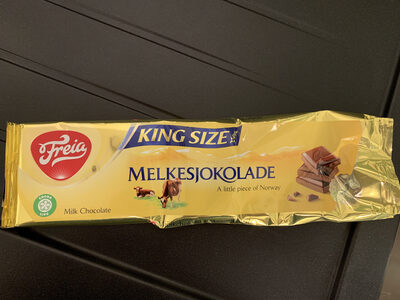 Freia
KING SIZE
MELKESJOKOLADE
A little piece of Norway
Milk Chocolate